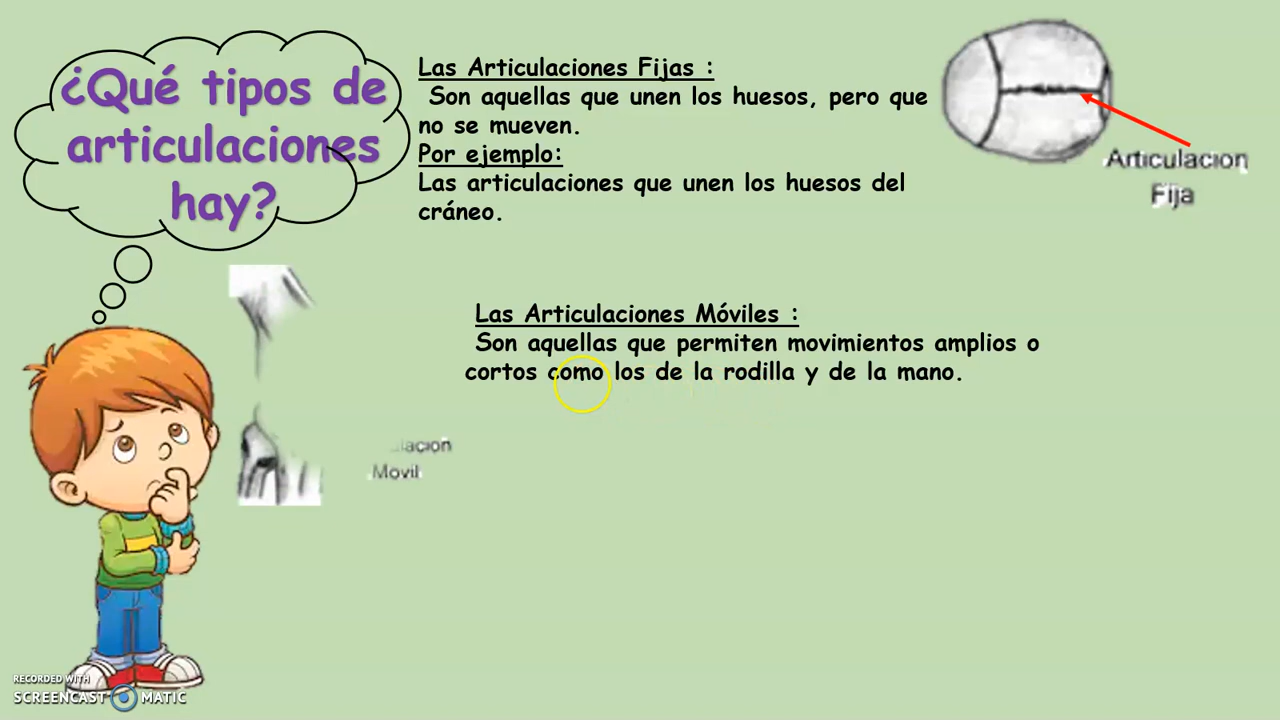 ¿Qué tipos de
articulaciones
hay?
Las Articulaciones Fijas :
Son aquellas que unen los huesos, pero que
no se mueven.
Por ejemplo:
Las articulaciones que unen los huesos del
cráneo.
Articulacion
Fija
Las Articulaciones Móviles :
Son aquellas que permiten movimientos amplios o
cortos como los de la rodilla y de la mano.
Movil
RECORDED WITH
SCREENCAST MATIC